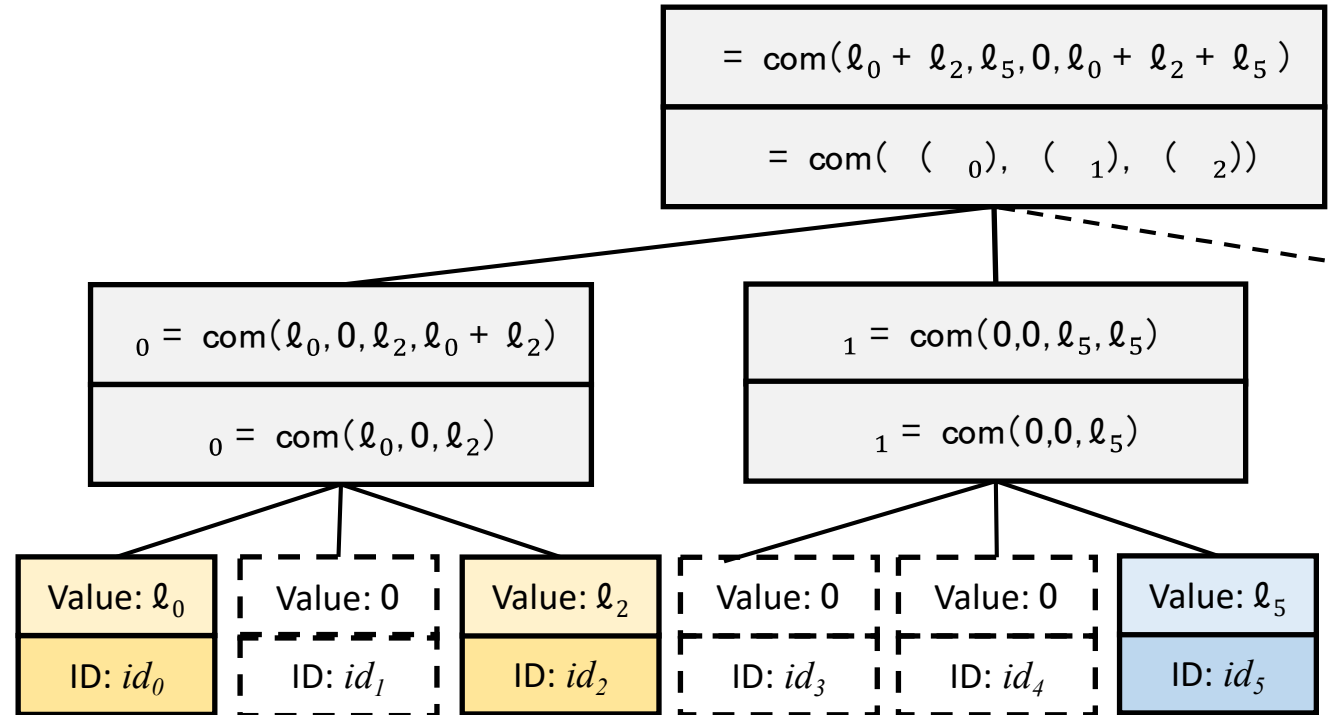 = com(ℓ₀ + ℓ₂,ℓ₅,0,ℓ₀ + ℓ₂ + ℓ₅ )
= com( ( ₀), ( ₁), ( ₂))
₀ = com(ℓ₀,0,ℓ₂,ℓ₀ + ℓ₂)
₁ = com(0,0,ℓ₅,ℓ₅)
₀ = com(ℓ₀,0,ℓ₂)
₁ = com(0,0,ℓ₅)
Value: ℓ₀
Value: 0
Value: ℓ₂
Value: 0
Value: 0
Value: ℓ₅
ID: id₀
ID: id₁
ID: id₂
ID: id₃
ID: id₄
ID: id₅